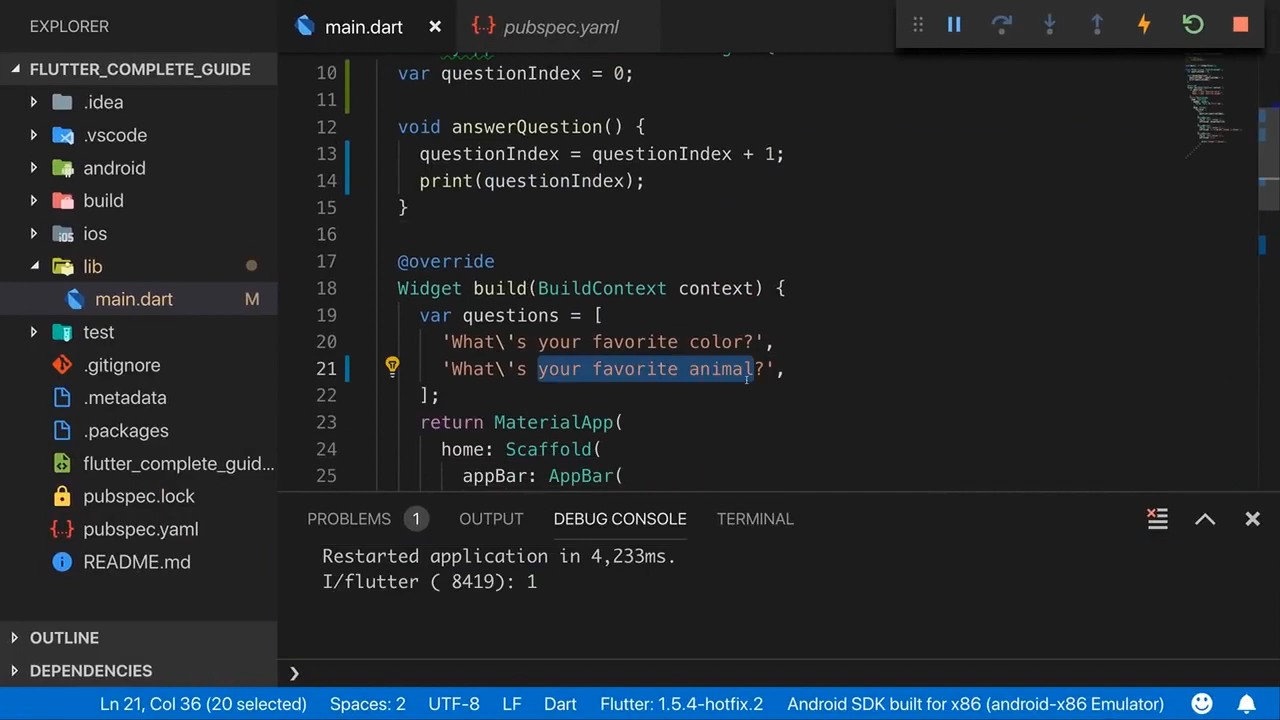 EXPLORER
main.dart
pubspec.yaml
FLUTTER_COMPLETE_GUIDE
.idea
.vscode
android
build
ios
lib
main.dart M
test
.gitignore
.metadata
.packages
flutter_complete_guid...
pubspec.lock
pubspec.yaml
README.md
OUTLINE
DEPENDENCIES
10 var questionIndex = 0;
11
12 void answerQuestion() {
13 questionIndex = questionIndex + 1;
14 print(questionIndex);
15 }
16
17 @override
18 Widget build(BuildContext context) {
19 var questions = [
20 'What\'s your favorite color?',
21 'What\'s your favorite animal?',
22 ];
23 return MaterialApp(
24 home: Scaffold(
25 appBar: AppBar(
PROBLEMS 1 OUTPUT DEBUG CONSOLE TERMINAL
Restarted application in 4,233ms.
I/flutter ( 8419): 1
Ln 21, Col 36 (20 selected) Spaces: 2 UTF-8 LF Dart Flutter: 1.5.4-hotfix.2 Android SDK built for x86 (android-x86 Emulator)